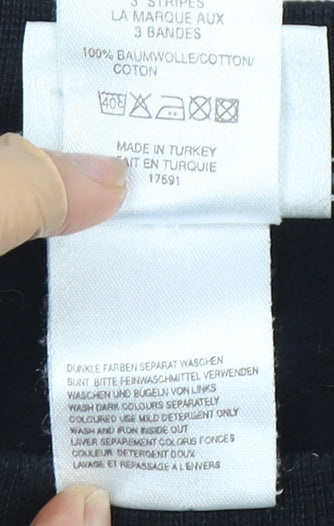 3 STRIPES
LA MARQUE AUX
3 BANDES
100% BAUMWOLLE/COTTON/
COTON
40°
MADE IN TURKEY
FAIT EN TURQUIE
17591
DUNKLE FARBEN SEPARAT WASCHEN
BUNT BITTE FEINWASCHMITTEL VERWENDEN
WASCHEN UND BÜGELN VON LINKS
WASH DARK COLOURS SEPARATELY
COLOURED USE MILD DETERGENT ONLY
WASH AND IRON INSIDE OUT
LAVER SEPAREMENT COLORIS FONCES
COULEUR DETERGENT DOUX
LAVAGE ET REPASSAGE A L'ENVERS